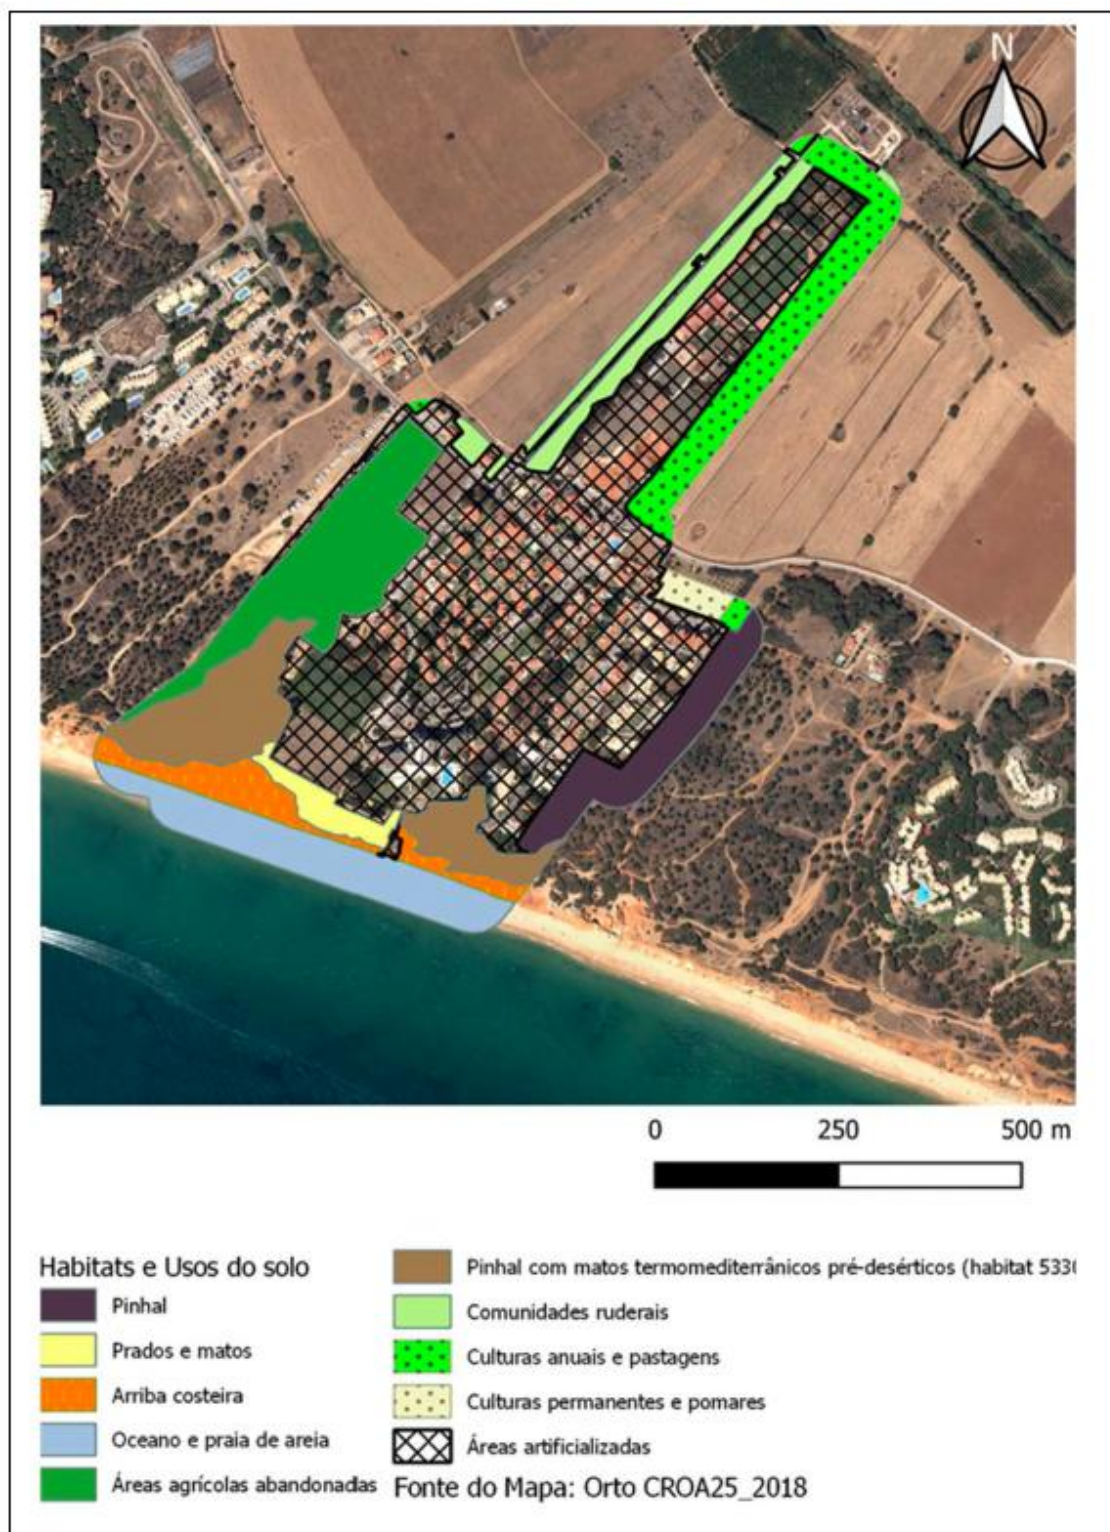 N
0 250 500 m
Habitats e Usos do solo
Pinhal
Prados e matos
Arriba costeira
Oceano e praia de areia
Áreas agrícolas abandonadas
Pinhal com matos termomediterrânicos pré-desérticos (habitat 533
Comunidades ruderais
Culturas anuais e pastagens
Culturas permanentes e pomares
Áreas artificializadas
Fonte do Mapa: Orto CROA25_2018